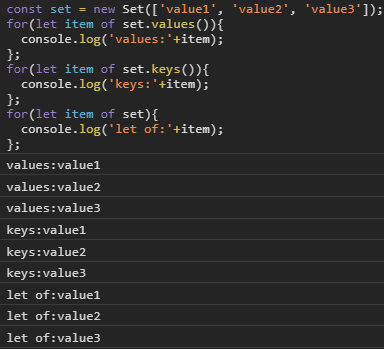 const set = new Set(['value1', 'value2', 'value3']);
for(let item of set.values()){
  console.log('values:'+item);
};
for(let item of set.keys()){
  console.log('keys:'+item);
};
for(let item of set){
  console.log('let of:'+item);
};
values:value1
values:value2
values:value3
keys:value1
keys:value2
keys:value3
let of:value1
let of:value2
let of:value3